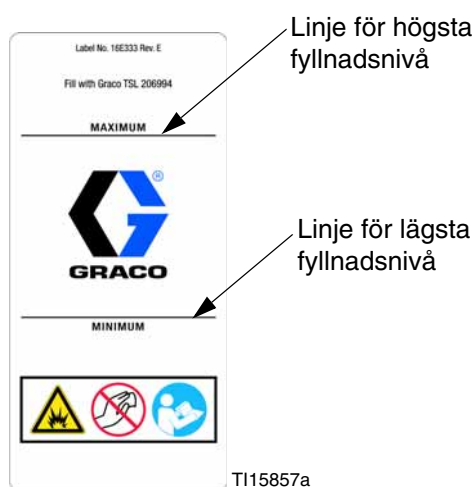 Linje för högsta
fyllnadsnivå
Label No. 16E333 Rev. E
Fill with Graco TSL 206994
MAXIMUM
®
GRACO
Linje för lägsta
fyllnadsnivå
MINIMUM
TI15857a